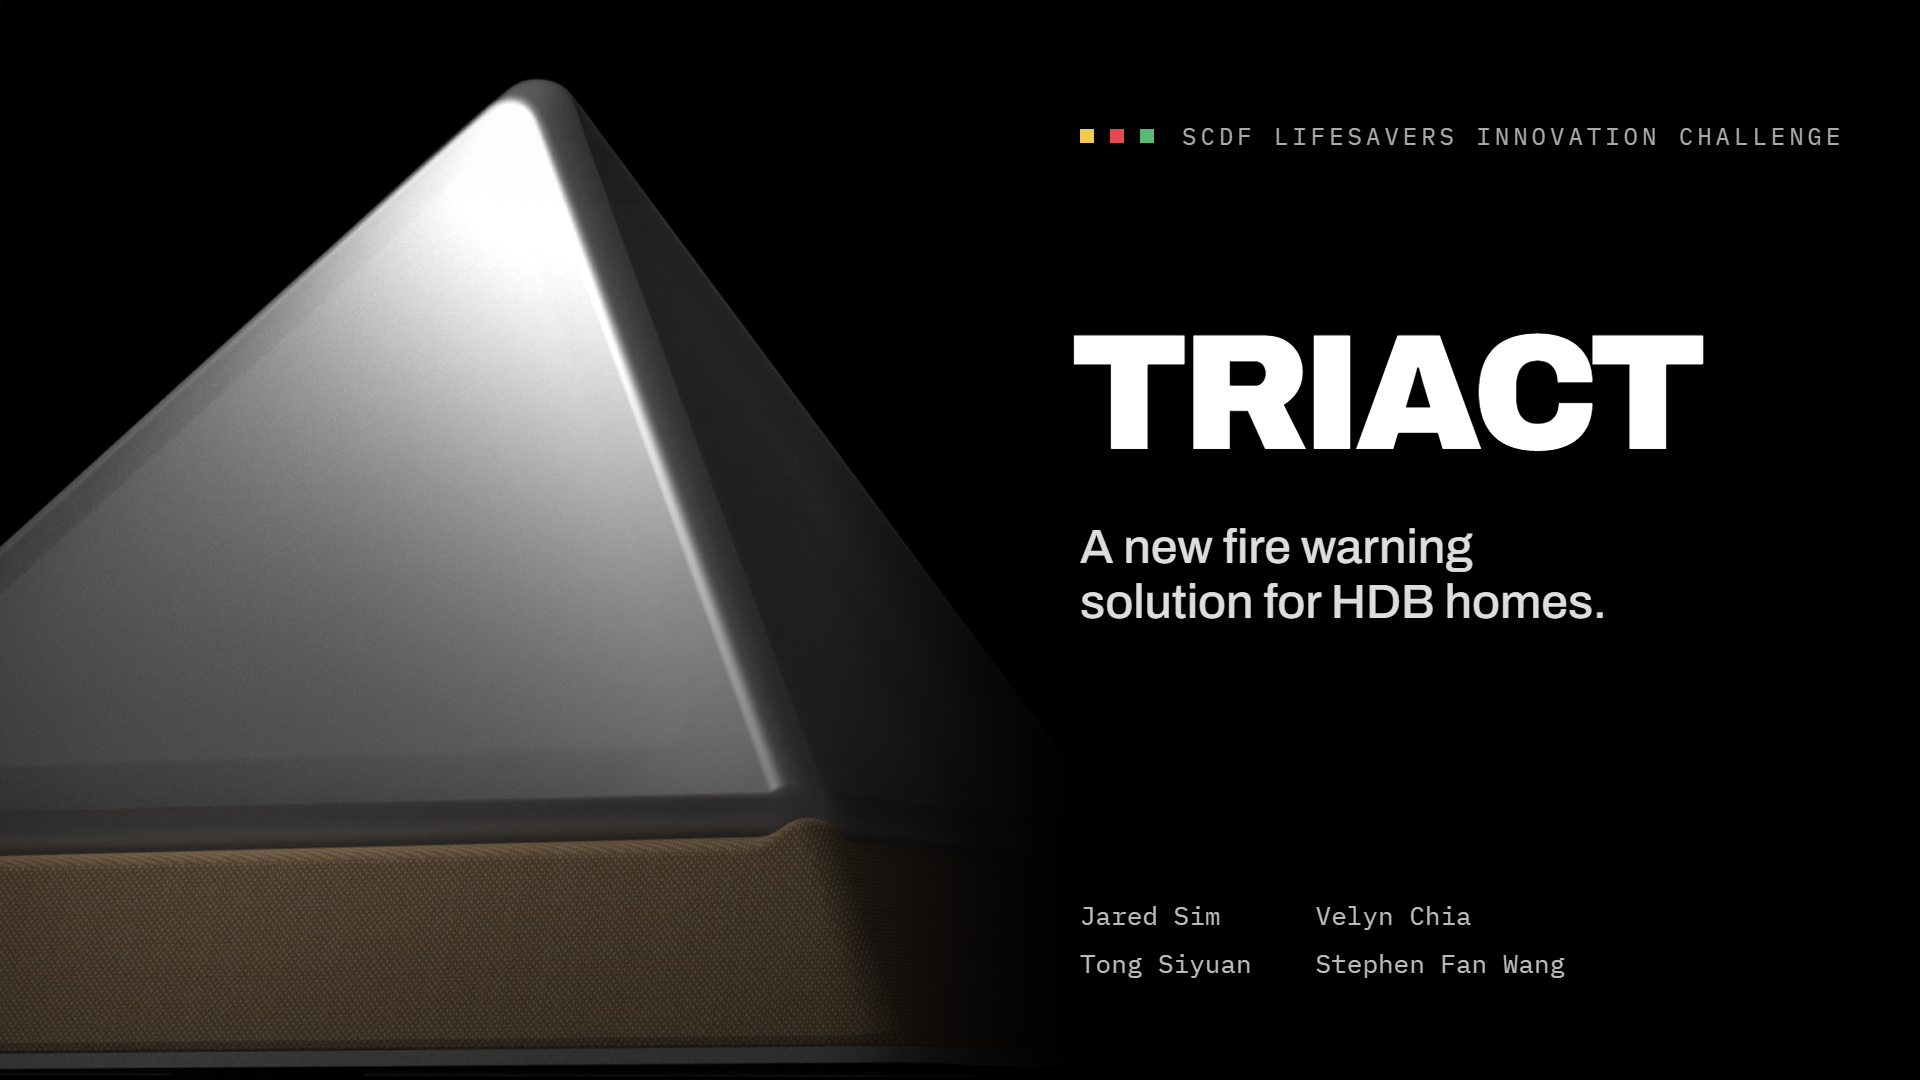 SCDF LIFESAVERS INNOVATION CHALLENGE
TRIACT
A new fire warning
solution for HDB homes.
Jared Sim Velyn Chia
Tong Siyuan Stephen Fan Wang